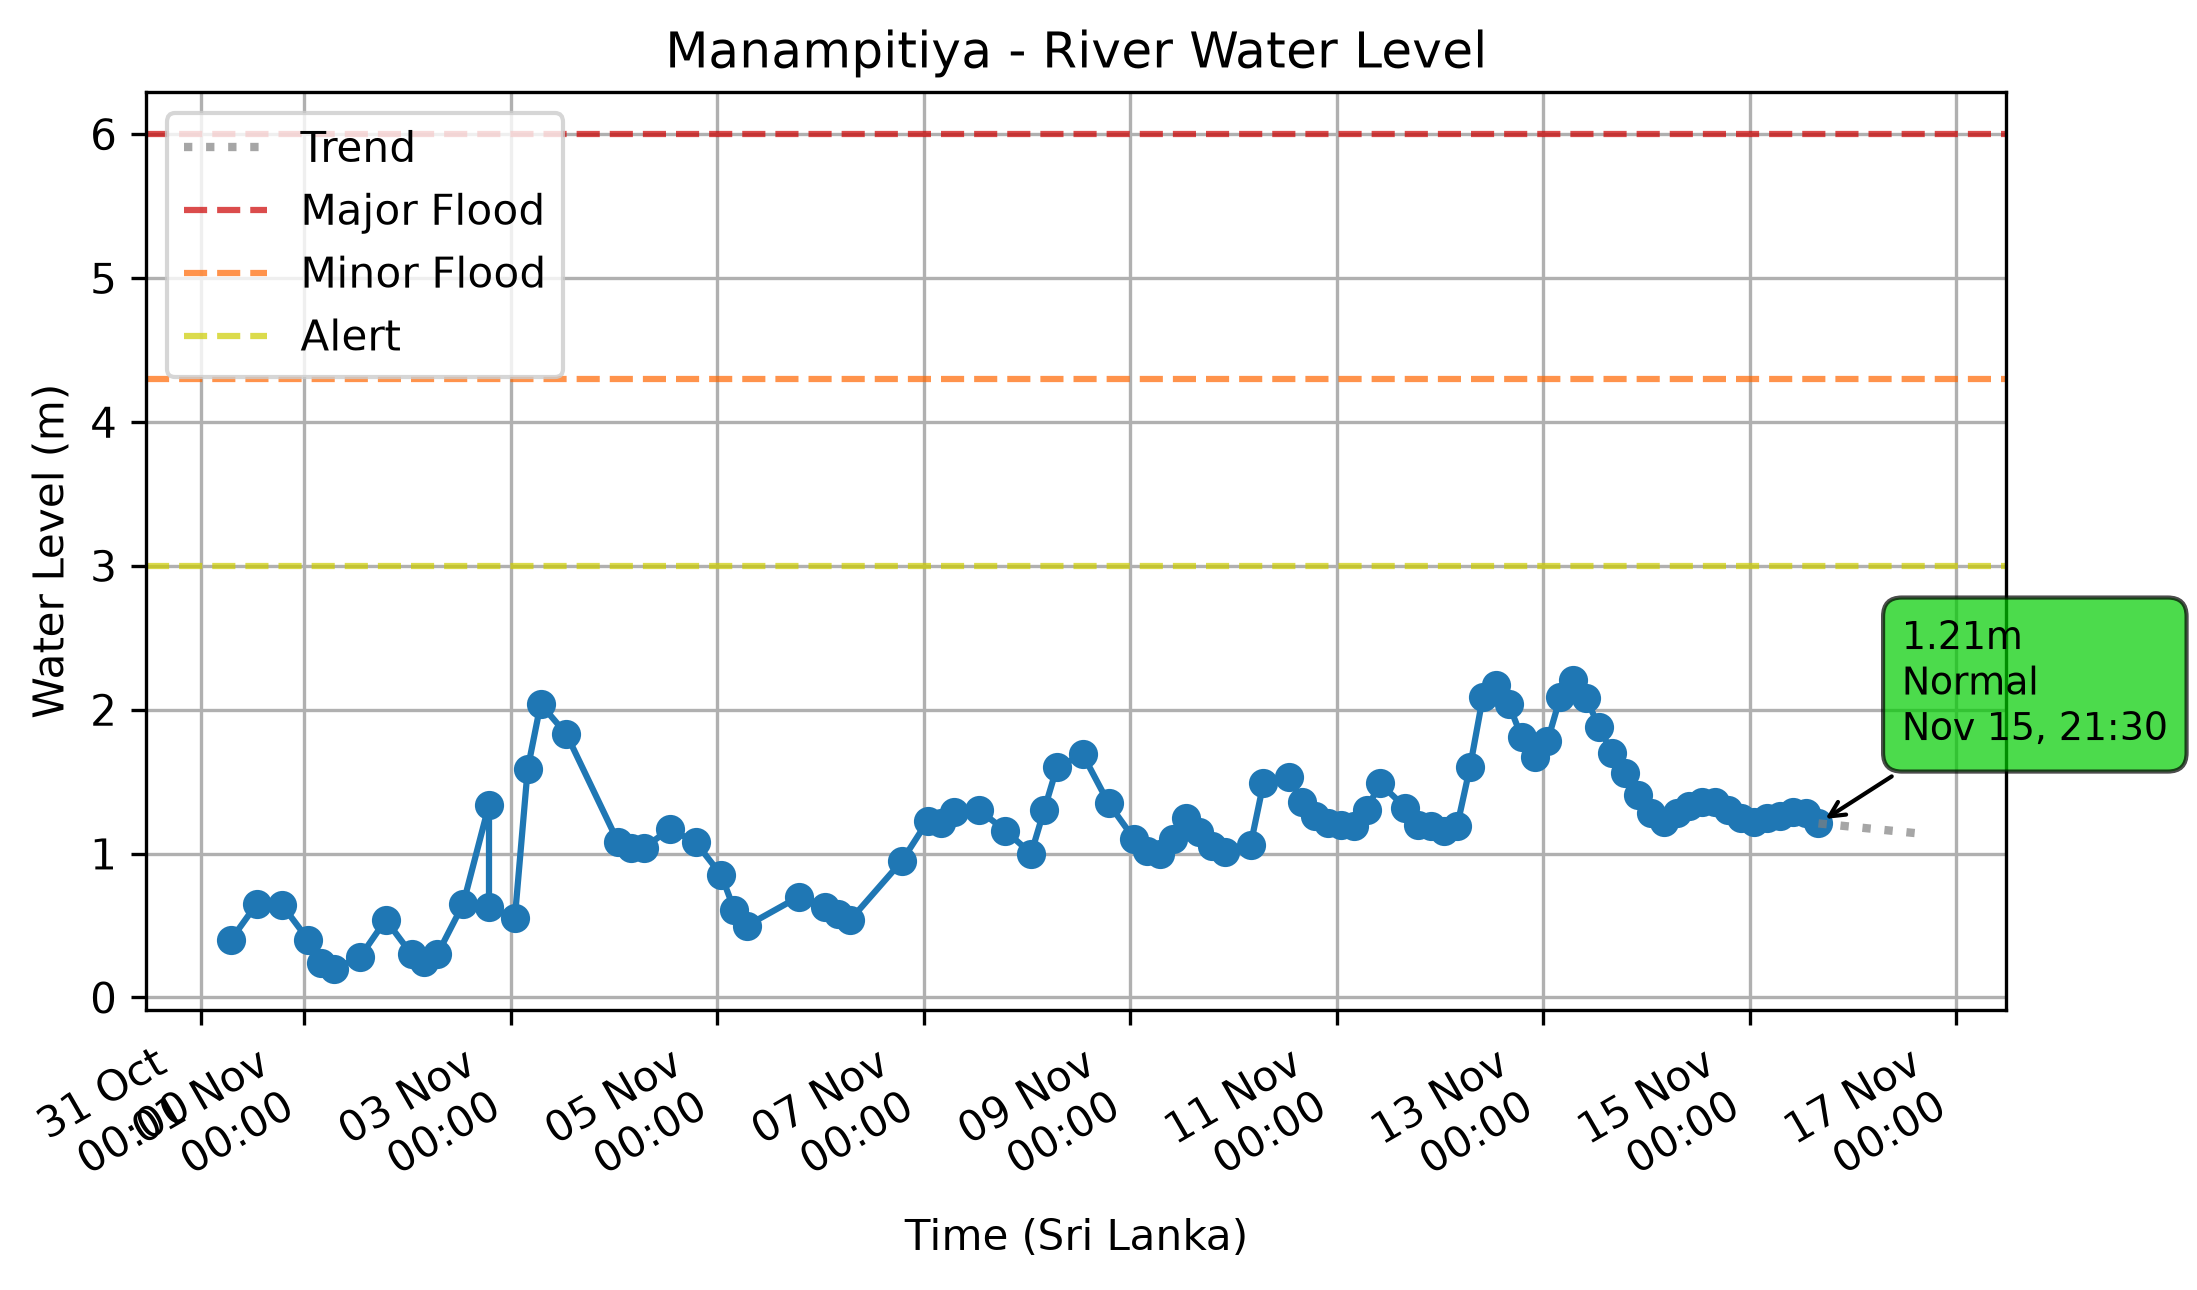 Manampitiya - River Water Level
Trend
Major Flood
Minor Flood
Alert
Water Level (m)
6
5
4
3
2
1
0
1.21m
Normal
Nov 15, 21:30
31 Oct
00:00
01 Nov
00:00
03 Nov
00:00
05 Nov
00:00
07 Nov
00:00
09 Nov
00:00
11 Nov
00:00
13 Nov
00:00
15 Nov
00:00
17 Nov
00:00
Time (Sri Lanka)